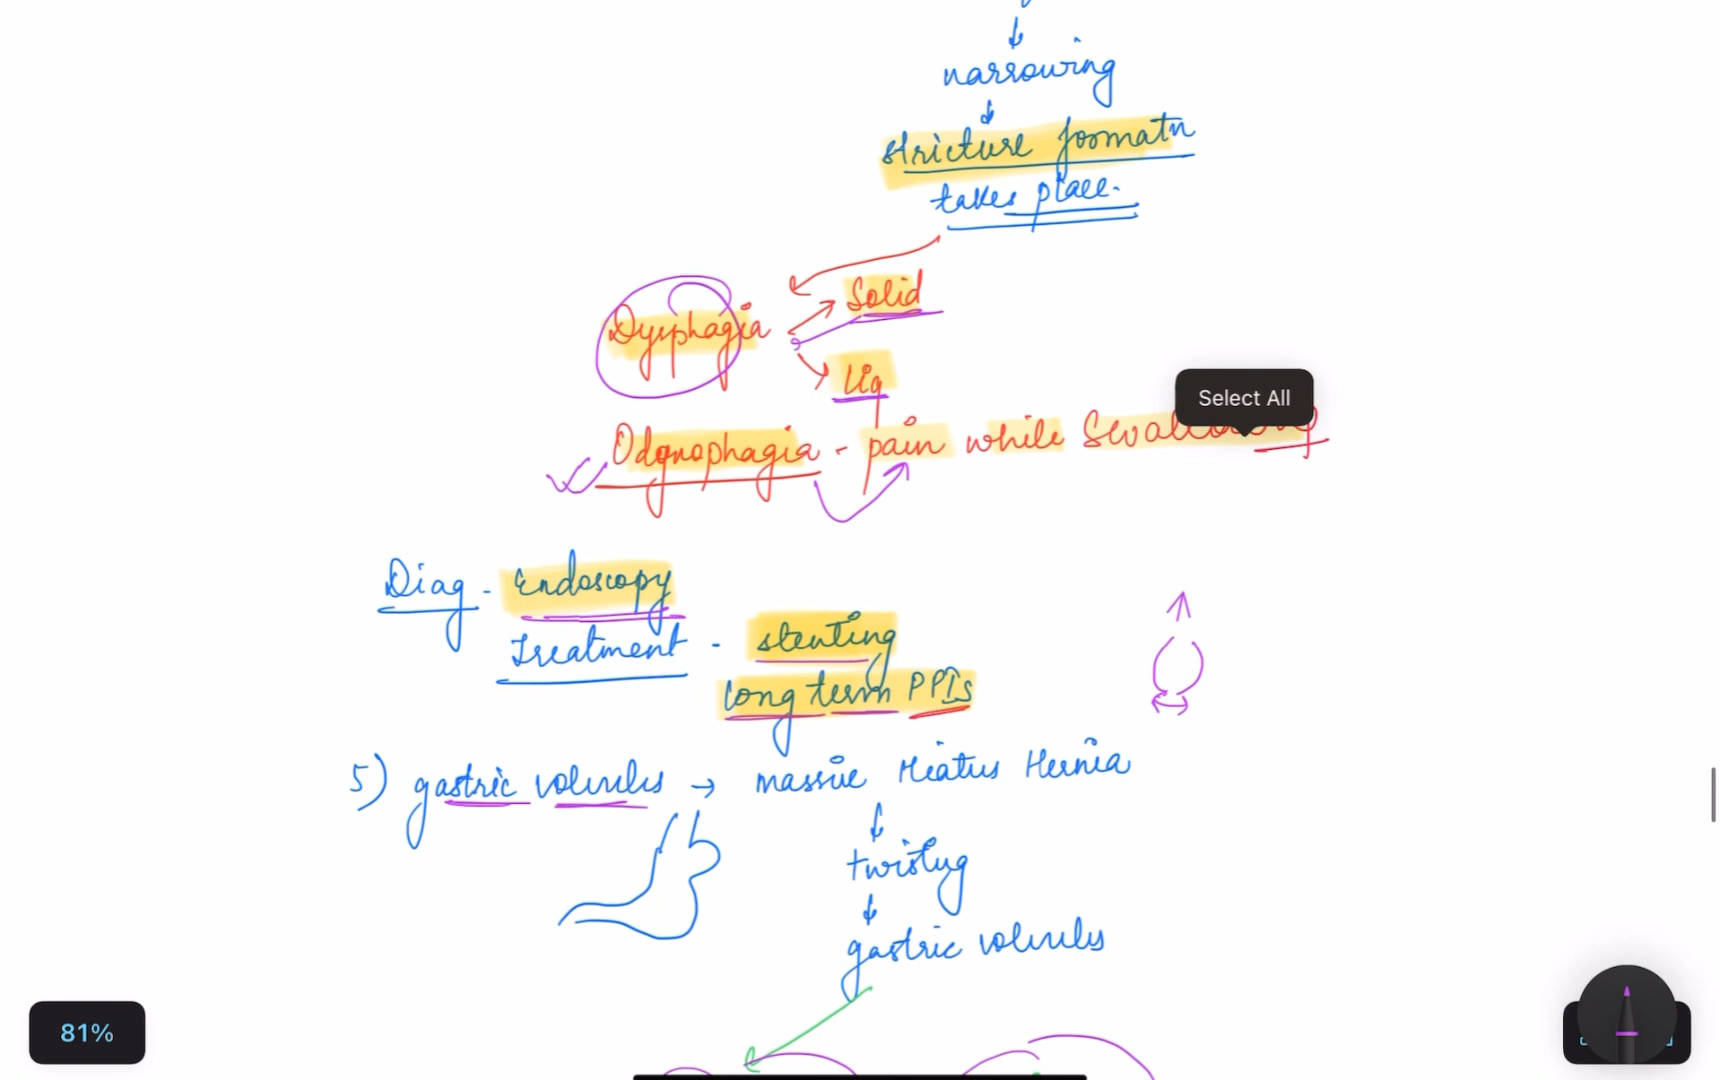 narrowing
stricture formatn
takes place.
Solid
Dysphagia
Liq
Select All
Odynophagia - pain while Swallowing
Diag - Endoscopy
Treatment - stenting
long term PPIs
5) gastric volvulus → massive Hiatus Hernia
twisting
gastric volvulus
81%